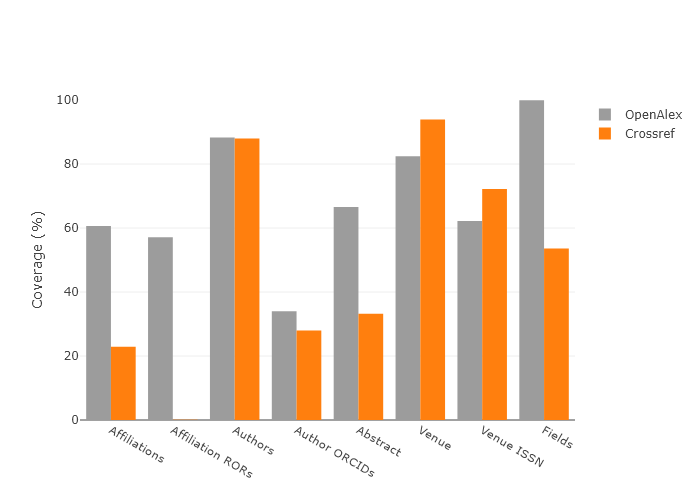 100
80
60
40
20
0
Coverage (%)
Affiliations
Affiliation RORs
Authors
Author ORCIDs
Abstract
Venue
Venue ISSN
Fields
OpenAlex
Crossref